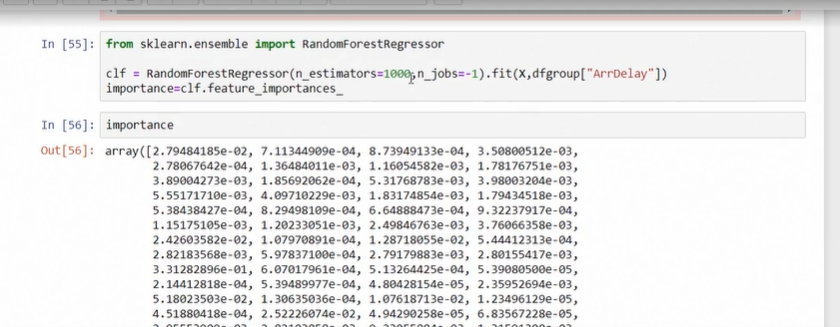 In [55]: from sklearn.ensemble import RandomForestRegressor
clf = RandomForestRegressor(n_estimators=1000,n_jobs=-1).fit(X,dfgroup["ArrDelay"])
importance=clf.feature_importances_
In [56]: importance
Out[56]: array([2.79484185e-02, 7.11344909e-04, 8.73949133e-04, 3.50800512e-03,
2.78067642e-04, 1.36484011e-03, 1.16054582e-03, 1.78176751e-03,
3.89004273e-03, 1.85692062e-04, 5.31768783e-03, 3.98003204e-03,
5.55171710e-03, 4.09710229e-03, 1.83174854e-03, 1.79434518e-03,
5.38438427e-04, 8.29498109e-04, 6.64888473e-04, 9.32237917e-04,
1.15175105e-03, 1.20233051e-03, 2.49846763e-03, 3.76066358e-03,
2.42603582e-02, 1.07970891e-04, 1.28718055e-02, 5.44412313e-04,
2.82183568e-03, 5.97837100e-04, 2.79179883e-03, 2.80155417e-03,
3.31282896e-01, 6.07017961e-04, 5.13264425e-04, 5.39080500e-05,
2.14412818e-04, 5.39489977e-04, 4.80428154e-05, 2.35952694e-03,
5.18023503e-02, 1.30635036e-04, 1.07618713e-02, 1.23496129e-05,
4.51880418e-04, 2.52226074e-02, 4.94290258e-05, 6.83567228e-05,